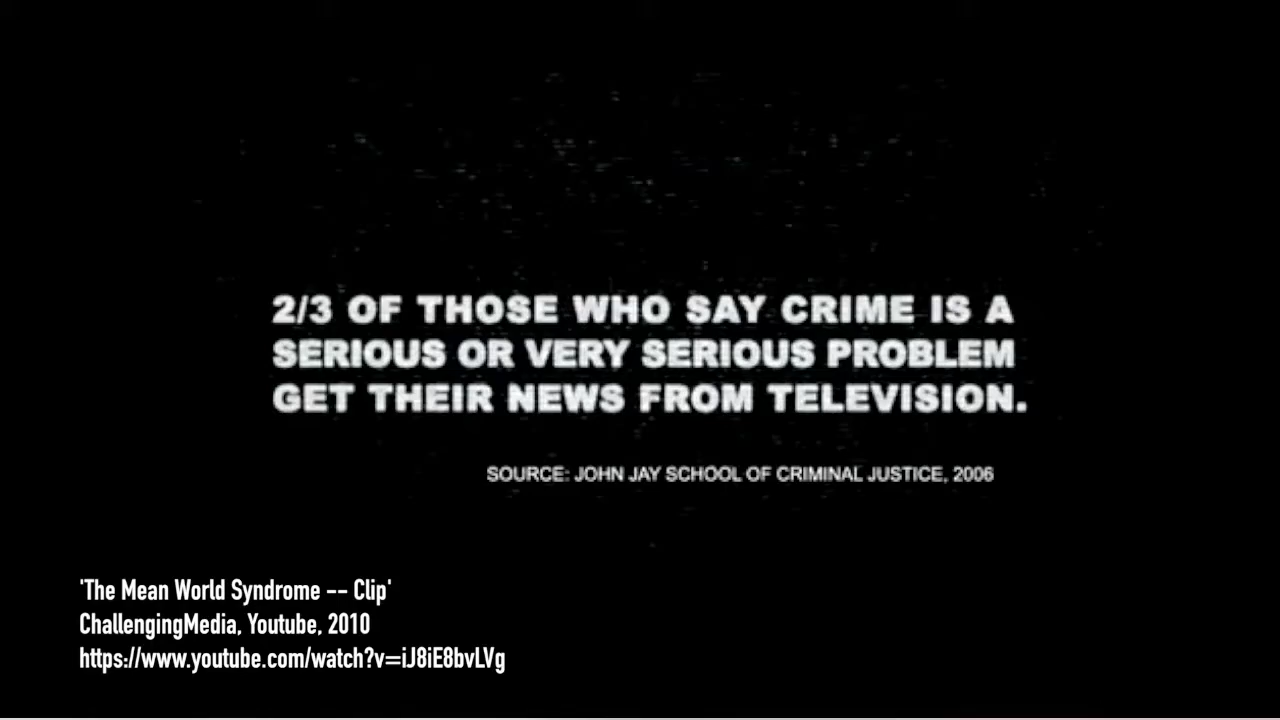 2/3 OF THOSE WHO SAY CRIME IS A
SERIOUS OR VERY SERIOUS PROBLEM
GET THEIR NEWS FROM TELEVISION.
SOURCE: JOHN JAY SCHOOL OF CRIMINAL JUSTICE, 2006
'The Mean World Syndrome -- Clip'
ChallengingMedia, Youtube, 2010
https://www.youtube.com/watch?v=iJ8iE8bvLVg